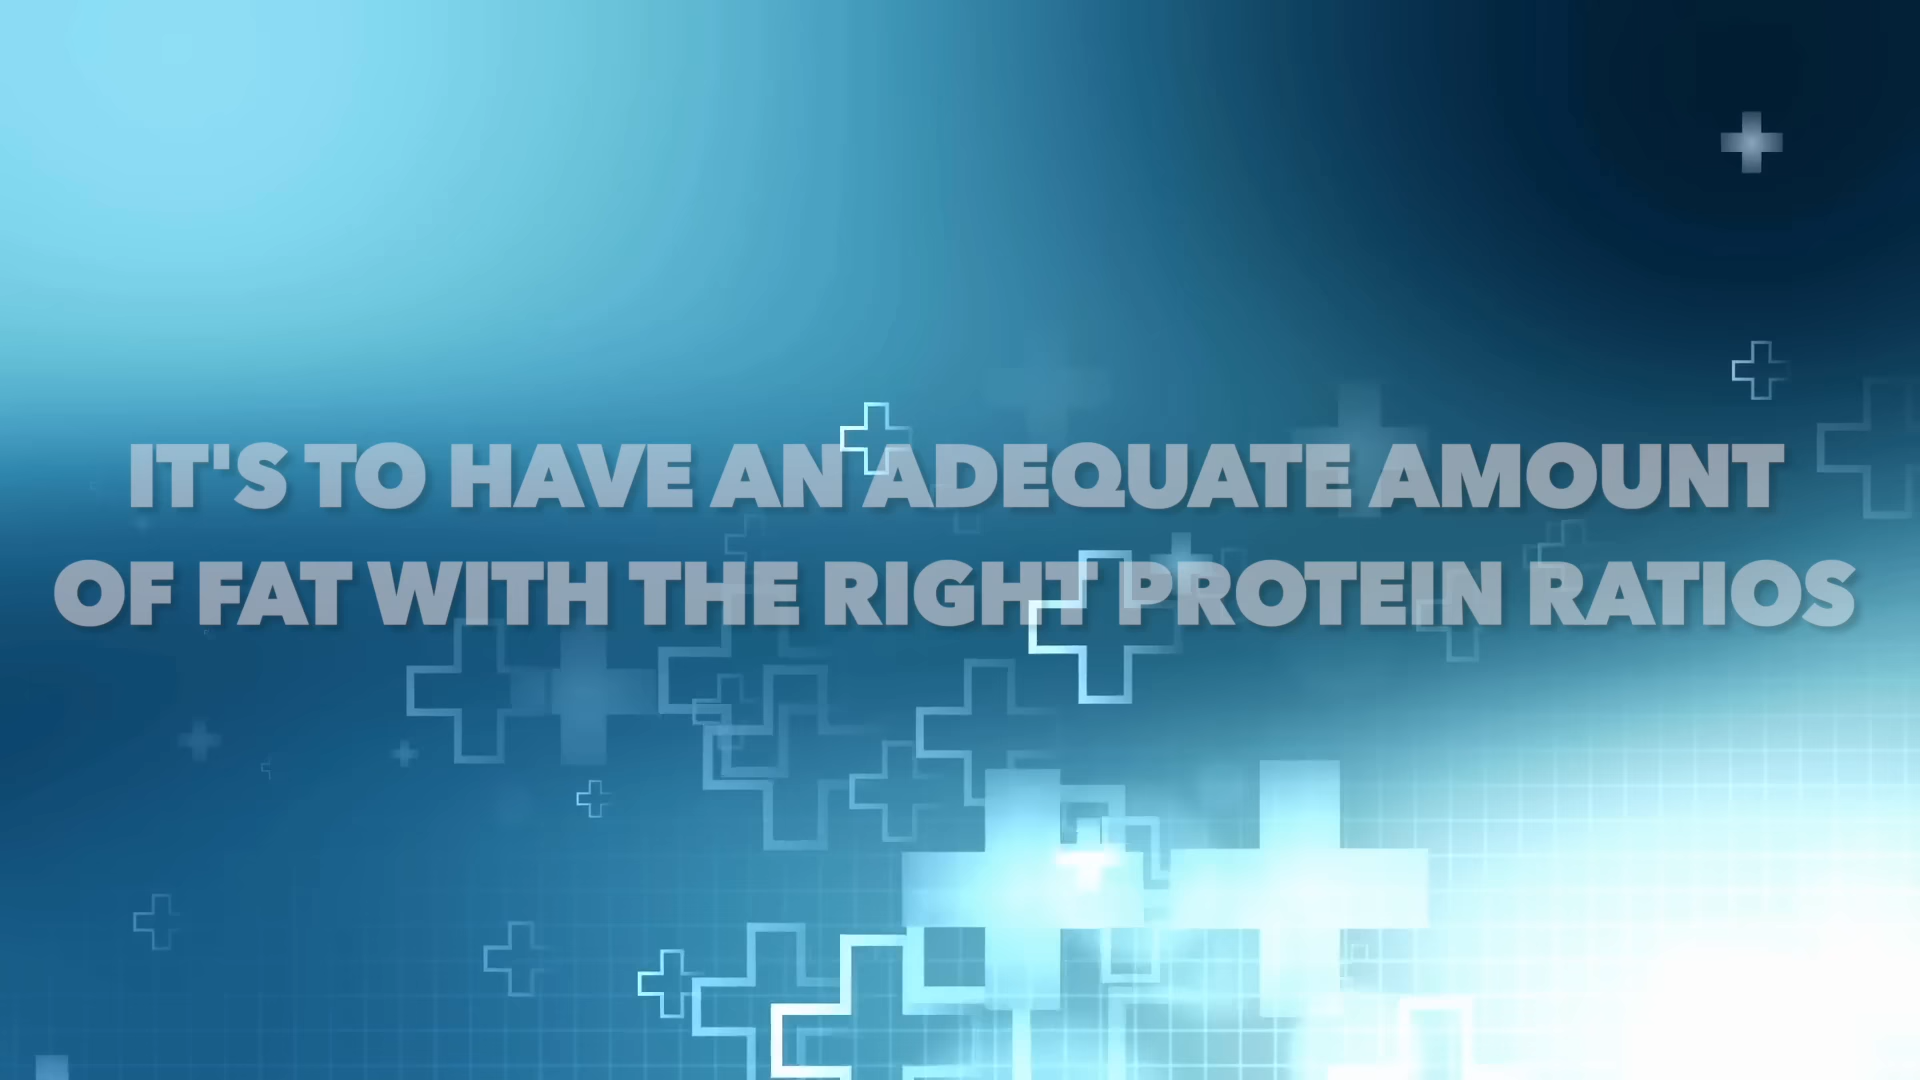 IT'S TO HAVE AN ADEQUATE AMOUNT
OF FAT WITH THE RIGHT PROTEIN RATIOS